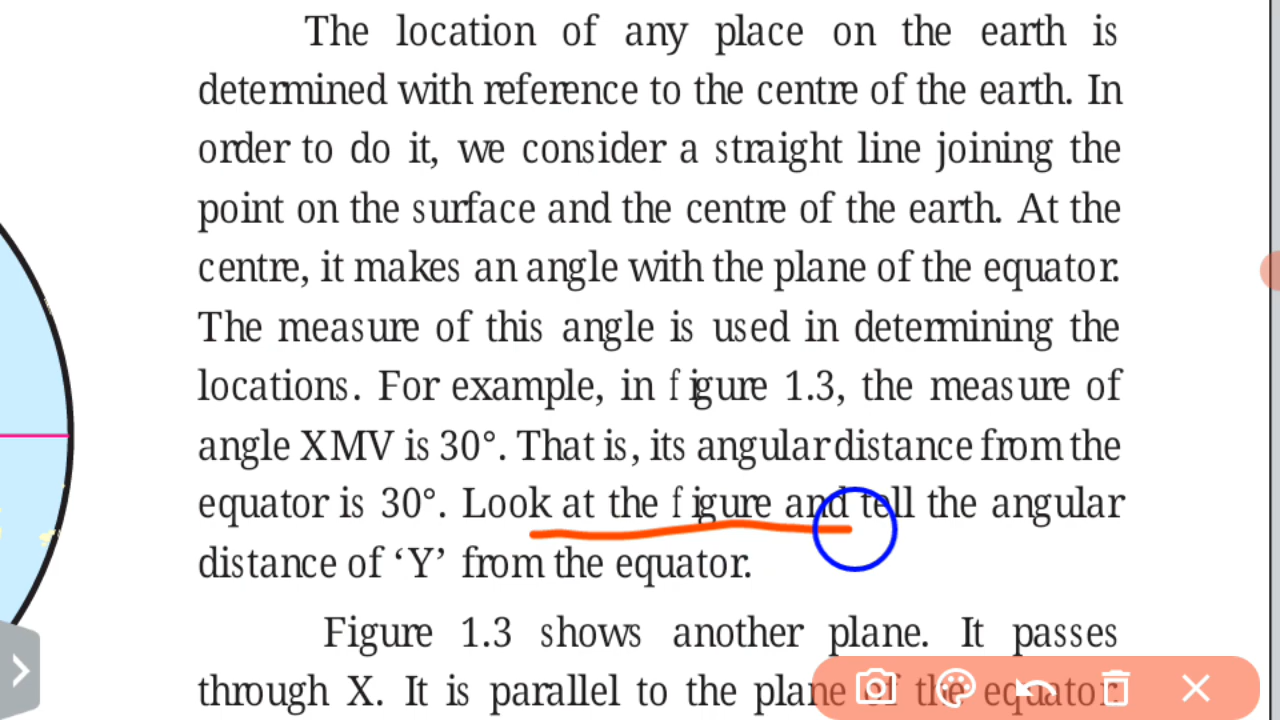 The location of any place on the earth is
determined with reference to the centre of the earth. In
order to do it, we consider a straight line joining the
point on the surface and the centre of the earth. At the
centre, it makes an angle with the plane of the equator.
The measure of this angle is used in determining the
locations. For example, in figure 1.3, the measure of
angle XMV is 30°. That is, its angular distance from the
equator is 30°. Look at the figure and tell the angular
distance of ‘Y’ from the equator.
Figure 1.3 shows another plane. It passes
through X. It is parallel to the plane of the equator.